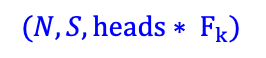 (N, S, heads ∗ F_k)